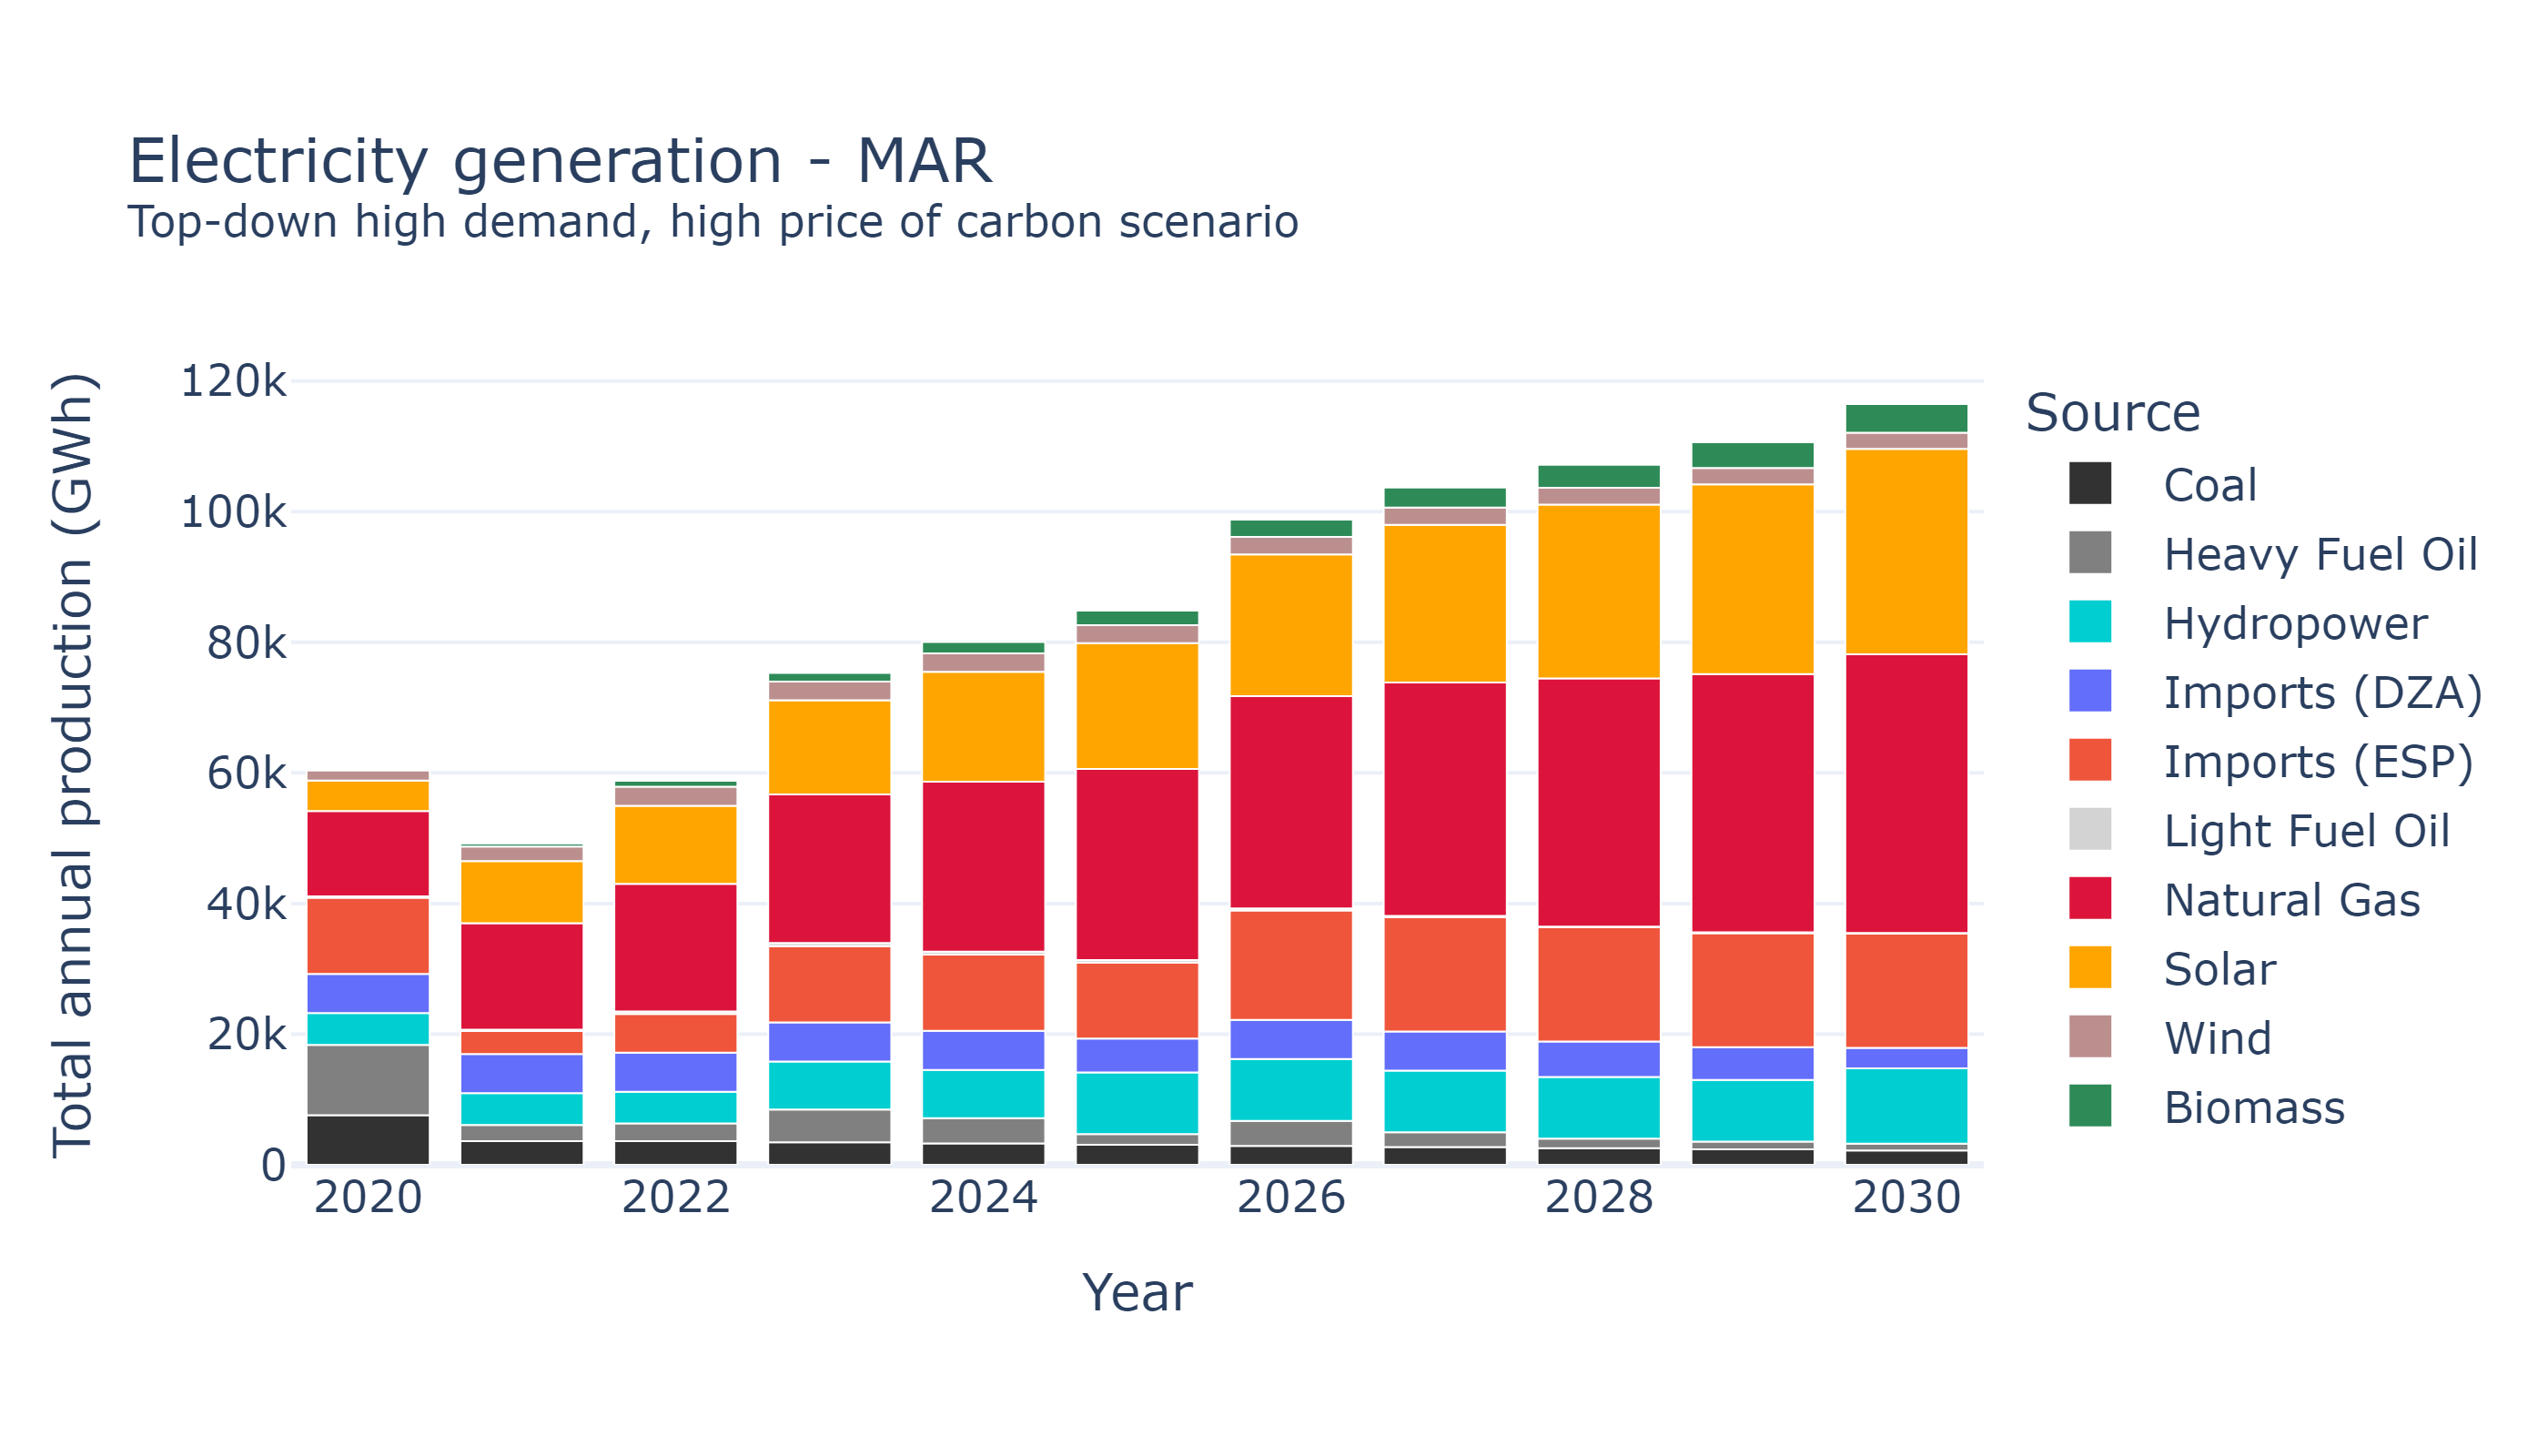 Electricity generation - MAR
Top-down high demand, high price of carbon scenario
Total annual production (GWh)
120k
100k
80k
60k
40k
20k
0
2020
2022
2024
2026
2028
2030
Year
Source
Coal
Heavy Fuel Oil
Hydropower
Imports (DZA)
Imports (ESP)
Light Fuel Oil
Natural Gas
Solar
Wind
Biomass